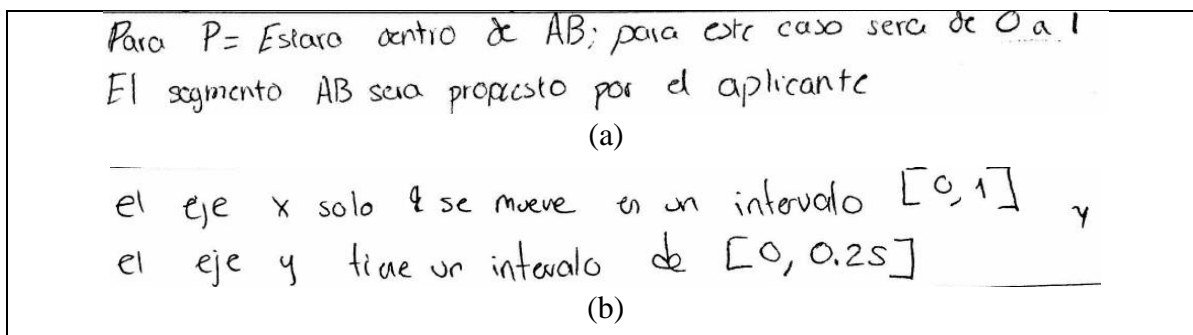 Para P= Estara dentro de AB; para este caso sera de 0 a 1
El segmento AB sera propuesto por el aplicante
(a)
el eje x solo se mueve en un intervalo [0, 1] y
el eje y tiene un intervalo de [0, 0.25]
(b)